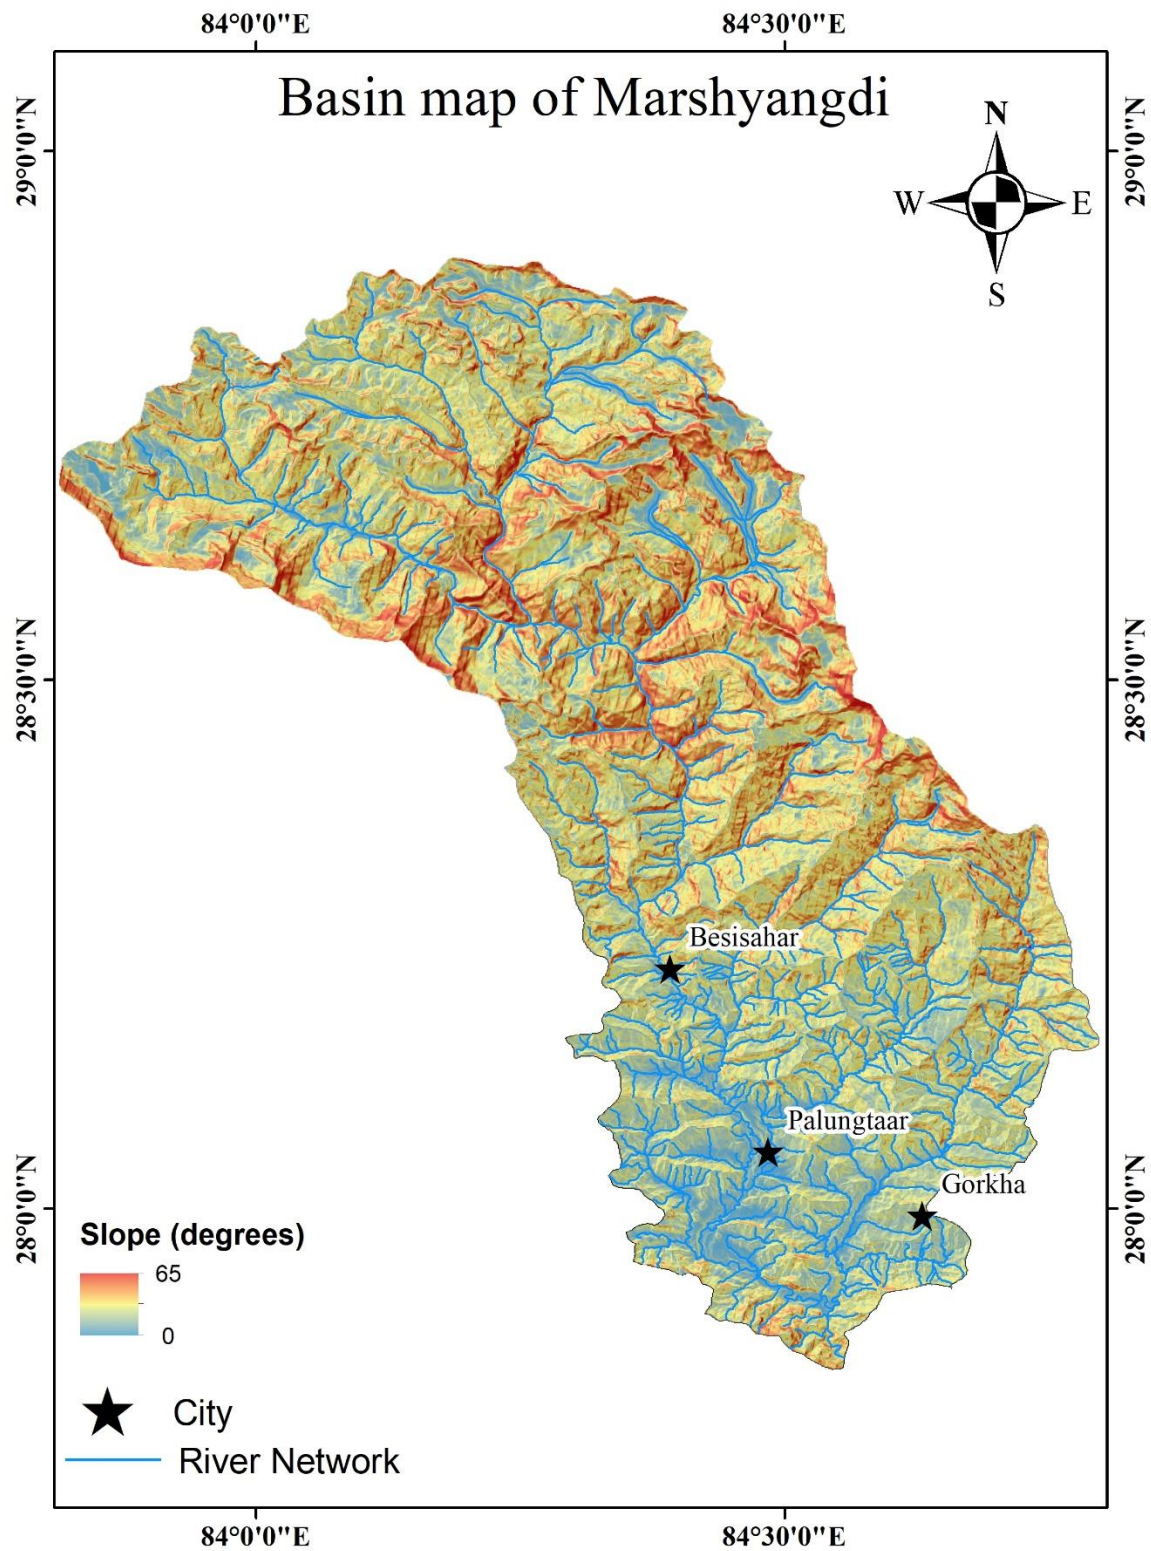 84°0'0"E 84°30'0"E
Basin map of Marshyangdi
N
29°0'0"N 29°0'0"N
W E
S
28°30'0"N 28°30'0"N
Besisahar
Palungtaar
Gorkha
28°0'0"N 28°0'0"N
Slope (degrees)
65
0
City
River Network
84°0'0"E 84°30'0"E